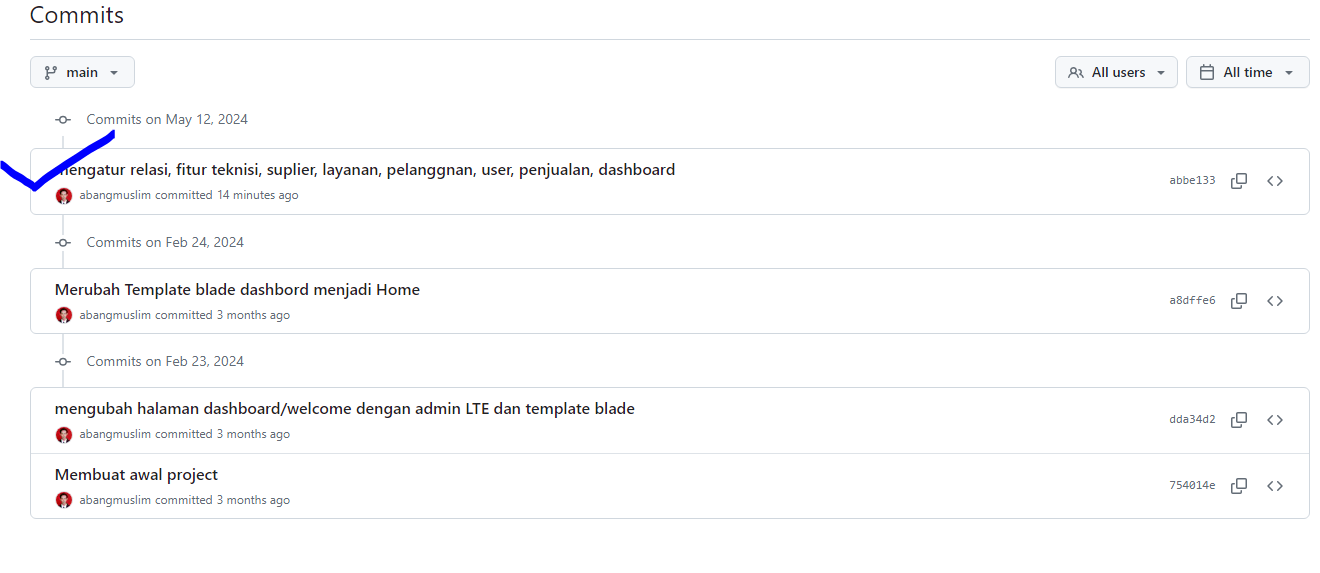 Commits
main
All users
All time
Commits on May 12, 2024
mengatur relasi, fitur teknisi, suplier, layanan, pelanggnan, user, penjualan, dashboard
abbe133
abangmuslim committed 14 minutes ago
Commits on Feb 24, 2024
Merubah Template blade dashbord menjadi Home
a8dffe6
abangmuslim committed 3 months ago
Commits on Feb 23, 2024
mengubah halaman dashboard/welcome dengan admin LTE dan template blade
dda34d2
abangmuslim committed 3 months ago
Membuat awal project
754014e
abangmuslim committed 3 months ago